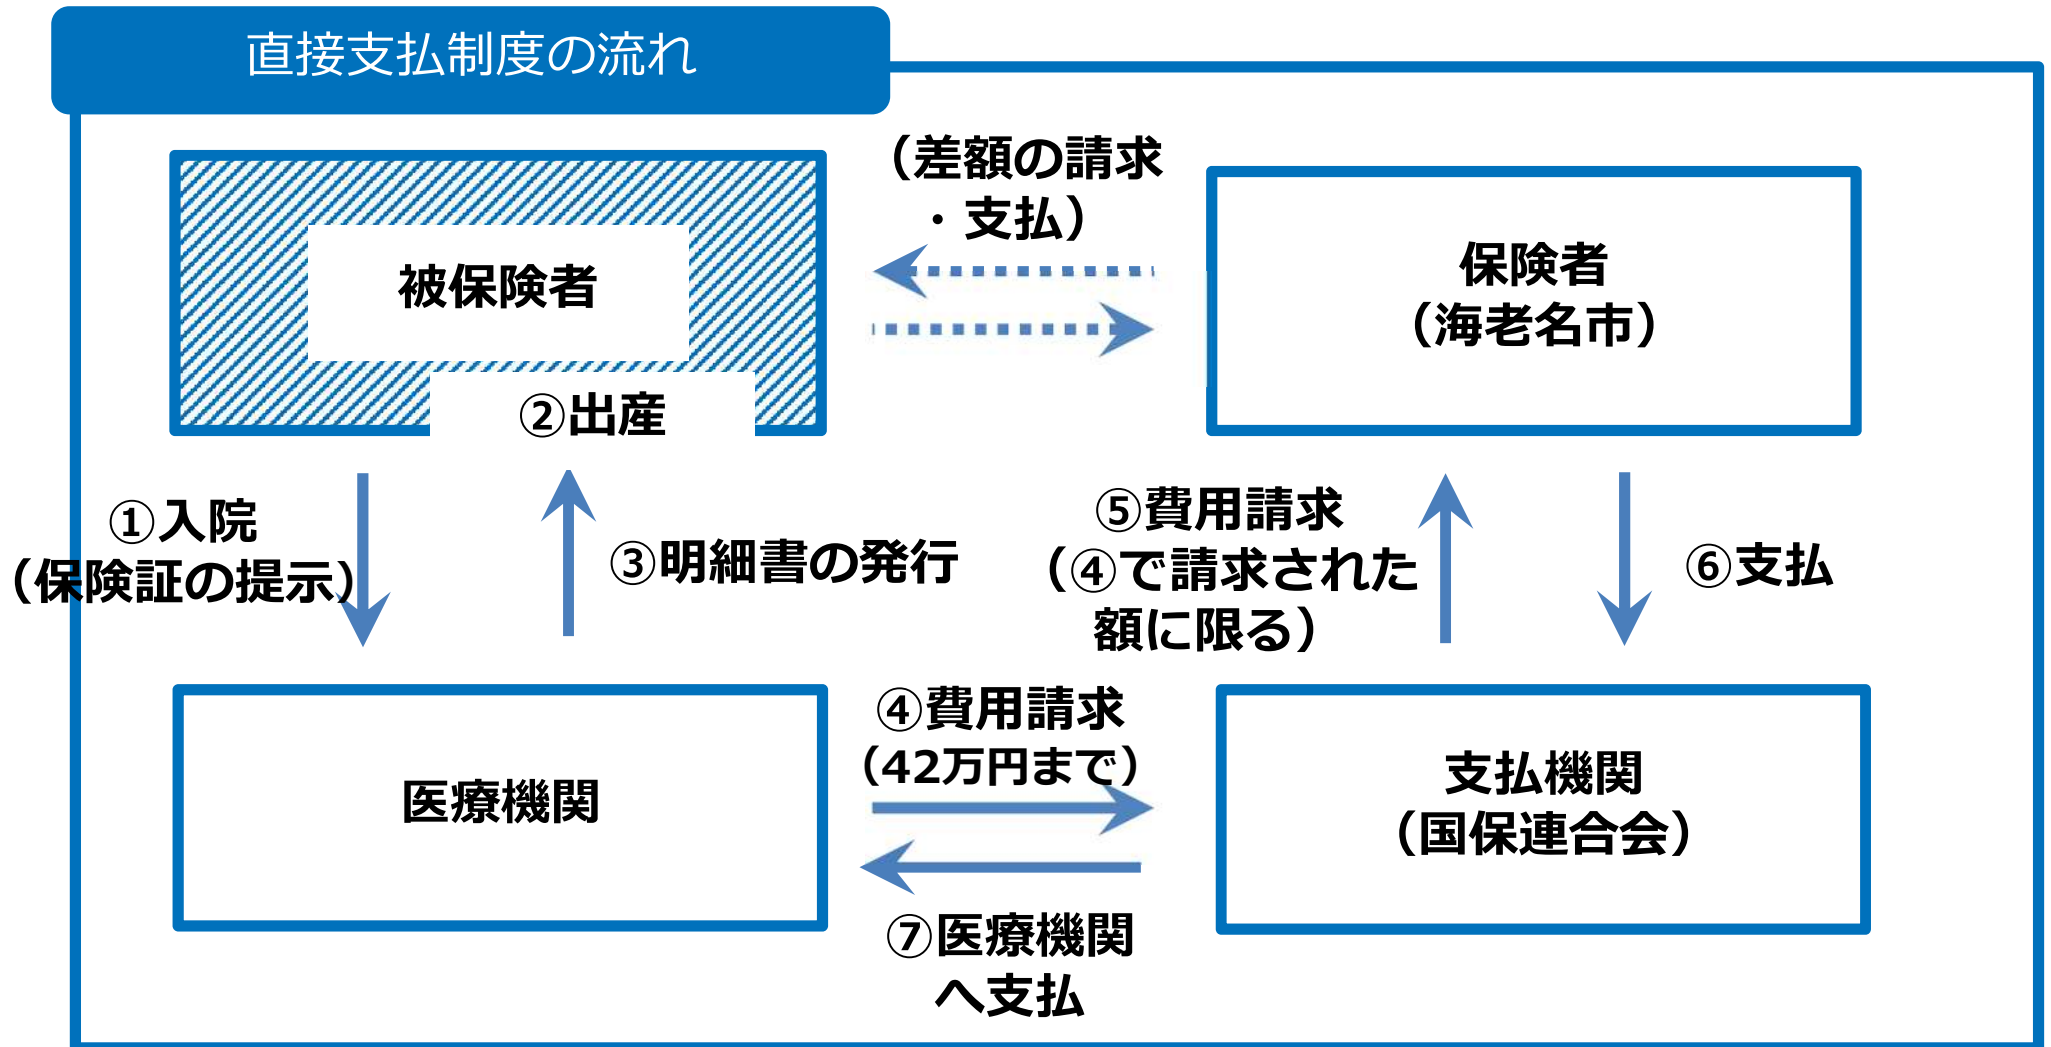 直接支払制度の流れ
（差額の請求
・支払）
被保険者
保険者
（海老名市）
②出産
①入院
（保険証の提示）
③明細書の発行
⑤費用請求
（④で請求された
額に限る）
⑥支払
④費用請求
（42万円まで）
医療機関
支払機関
（国保連合会）
⑦医療機関
へ支払